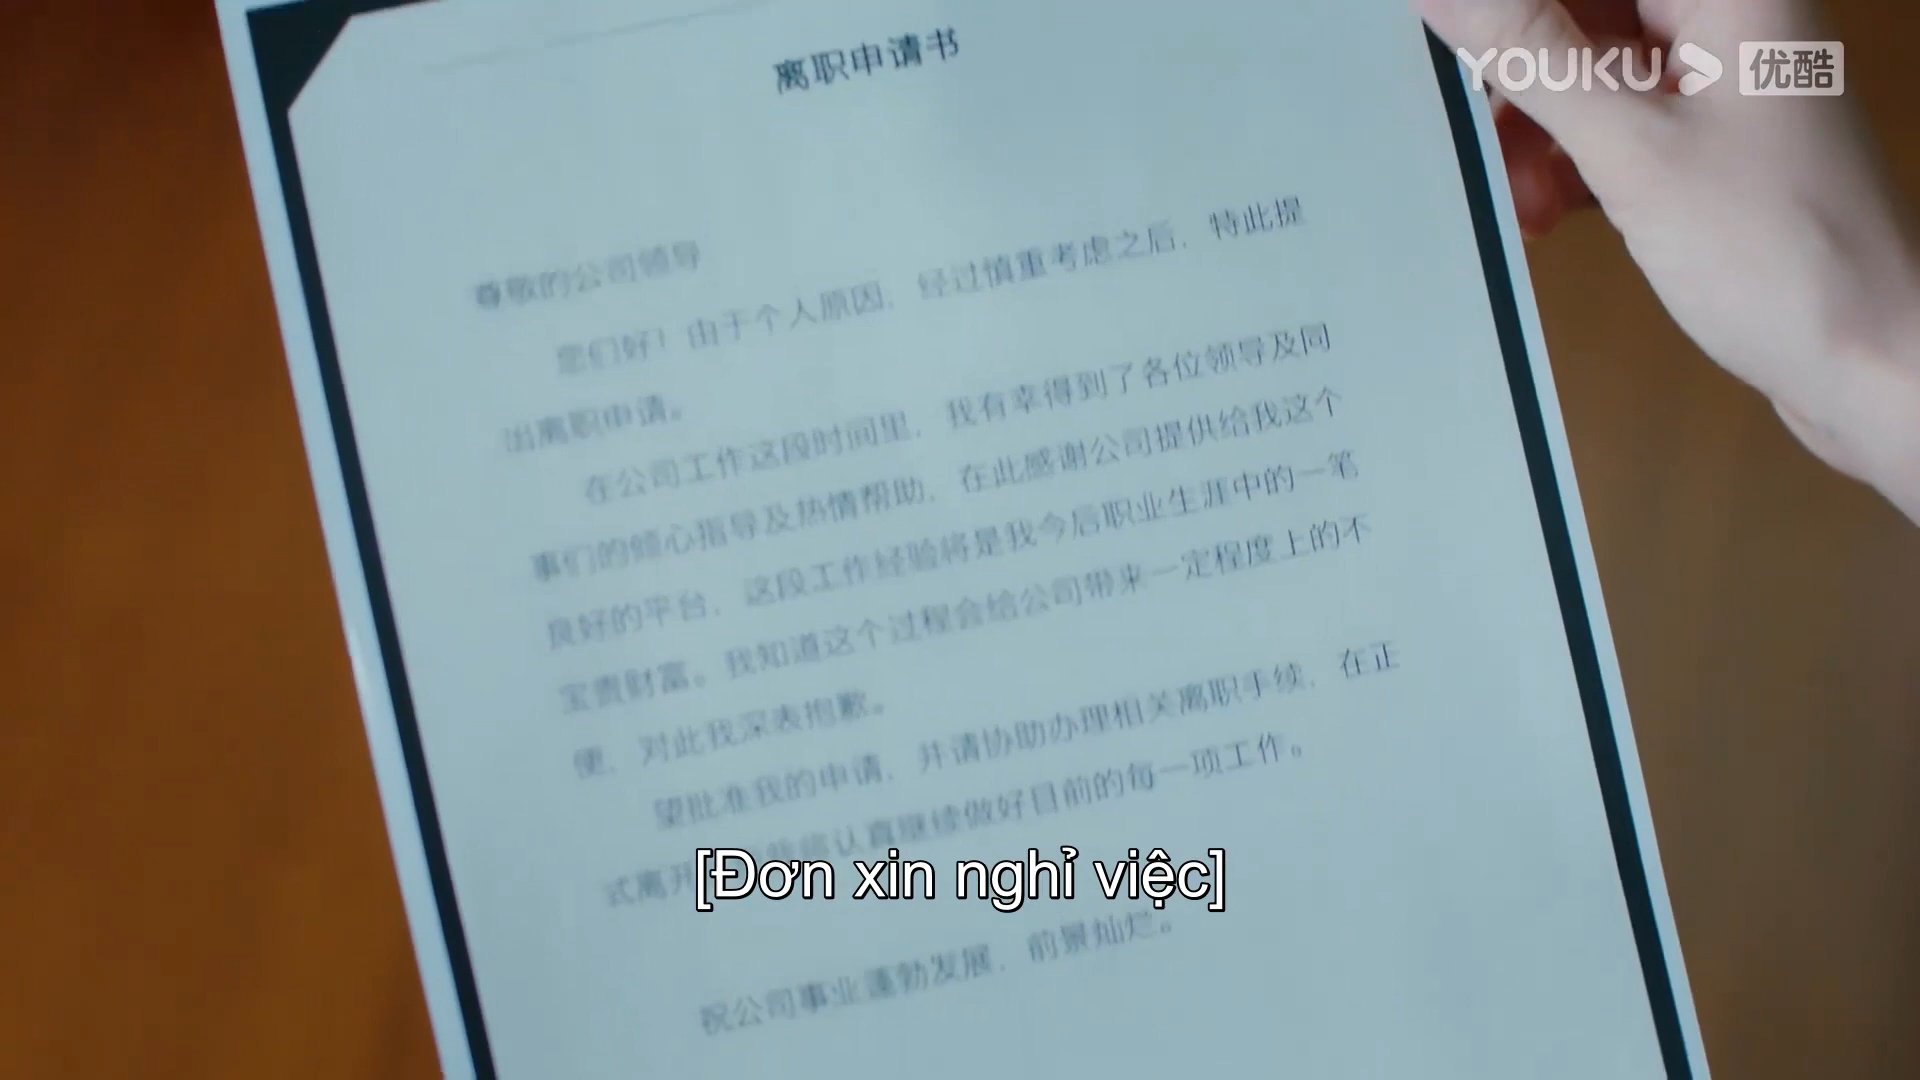 离职申请书
YOUKU 优酷
尊敬的公司领导
您们好！由于个人原因，经过慎重考虑之后，特此提
出离职申请。
在公司工作这段时间里，我有幸得到了各位领导及同
事们的倾心指导及热情帮助，在此感谢公司提供给我这个
良好的平台，这段工作经验将是我今后职业生涯中的一笔
宝贵财富。我知道这个过程会给公司带来一定程度上的不
便，对此我深表抱歉。
望批准我的申请，并请协助办理相关离职手续，在正
式离开 认真继续做好目前的每一项工作。
[Đơn xin nghỉ việc]
祝公司事业蓬勃发展，前景灿烂。